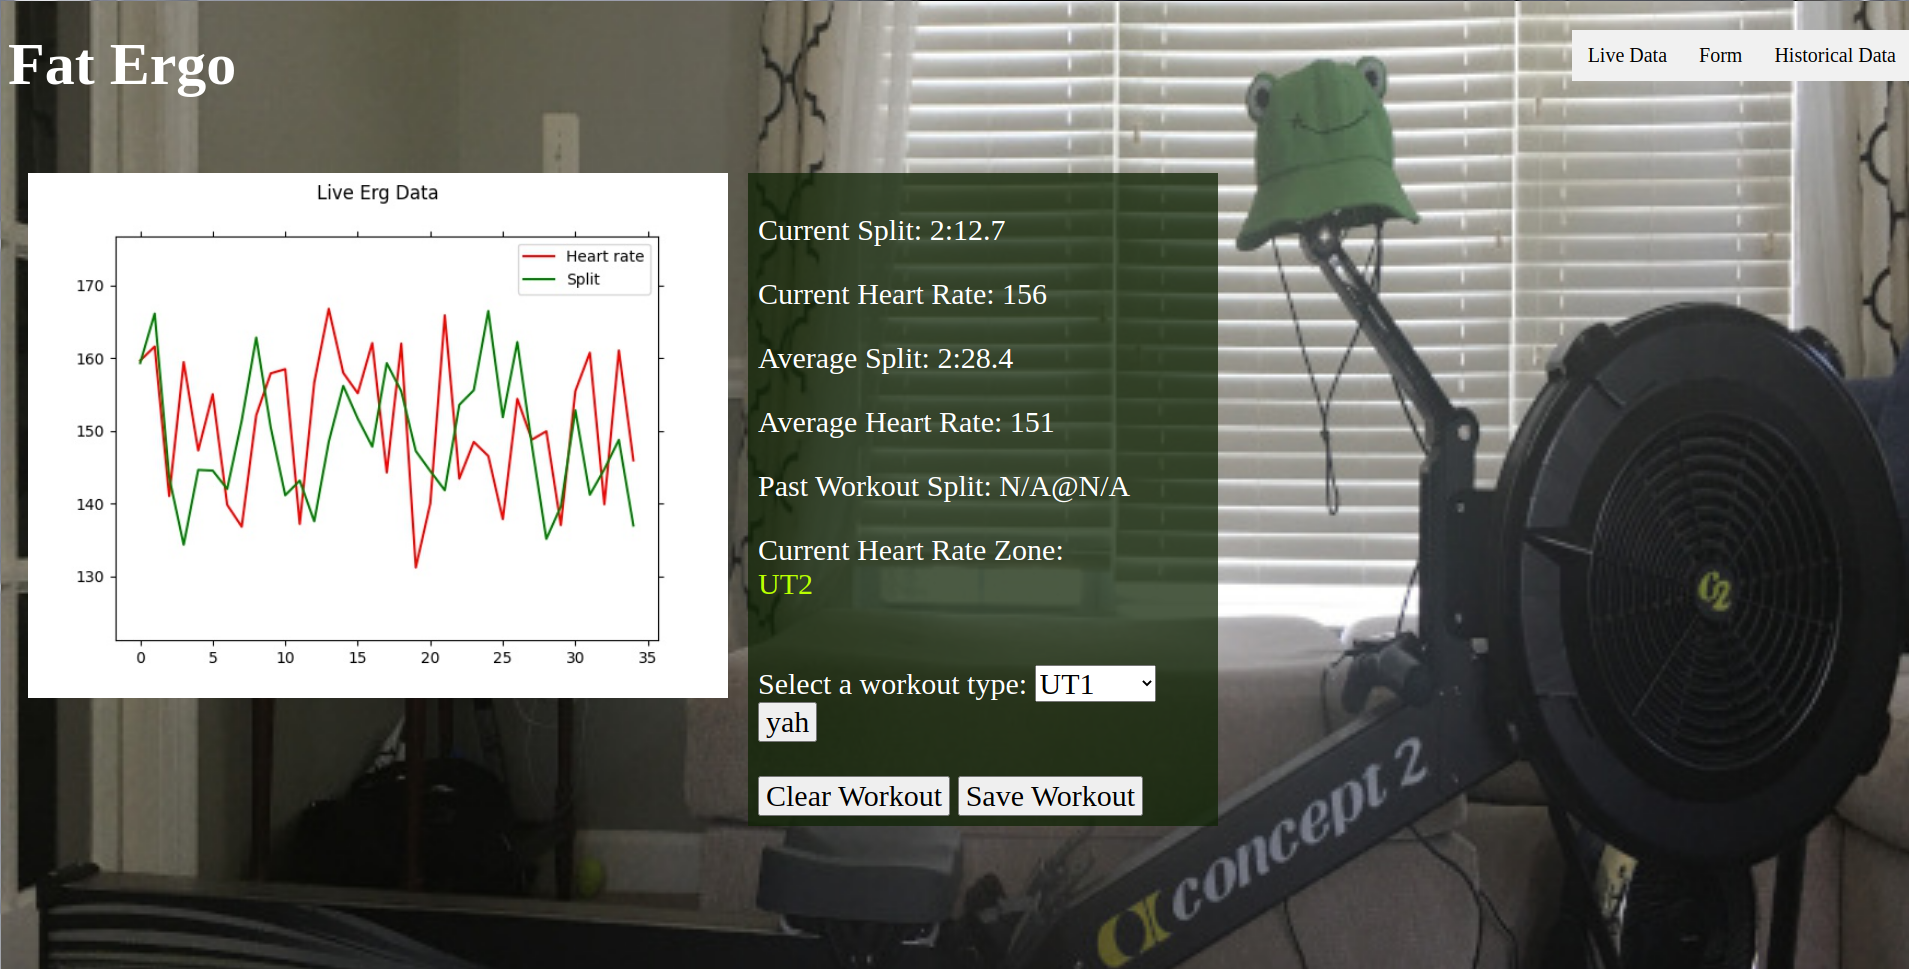 Fat Ergo
Live Data
Form
Historical Data
Live Erg Data
Heart rate
Split
170
160
150
140
130
0 5 10 15 20 25 30 35
Current Split: 2:12.7
Current Heart Rate: 156
Average Split: 2:28.4
Average Heart Rate: 151
Past Workout Split: N/A@N/A
Current Heart Rate Zone:
UT2
Select a workout type: UT1
yah
Clear Workout Save Workout
C2
concept 2